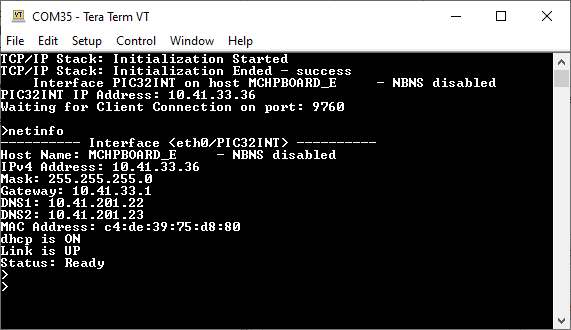 COM35 - Tera Term VT
File Edit Setup Control Window Help
TCP/IP Stack: Initialization Started
TCP/IP Stack: Initialization Ended - success
    Interface PIC32INT on host MCHPBOARD_E     - NBNS disabled
PIC32INT IP Address: 10.41.33.36
Waiting for Client Connection on port: 9760
>netinfo
---------- Interface <eth0/PIC32INT> ----------
Host Name: MCHPBOARD_E     - NBNS disabled
IPv4 Address: 10.41.33.36
Mask: 255.255.255.0
Gateway: 10.41.33.1
DNS1: 10.41.201.22
DNS2: 10.41.201.23
MAC Address: c4:de:39:75:d8:80
dhcp is ON
Link is UP
Status: Ready
>
>